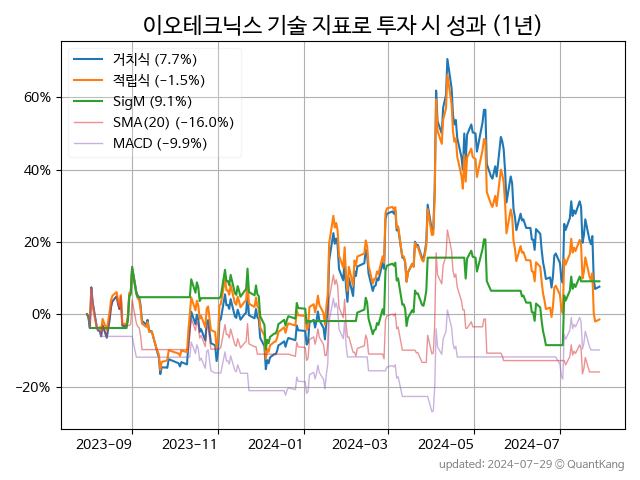 이오테크닉스 기술 지표로 투자 시 성과 (1년)
거치식 (7.7%)
적립식 (−1.5%)
SigM (9.1%)
SMA(20) (−16.0%)
MACD (−9.9%)
60%
40%
20%
0%
−20%
2023-09 2023-11 2024-01 2024-03 2024-05 2024-07
updated: 2024-07-29 © QuantKang